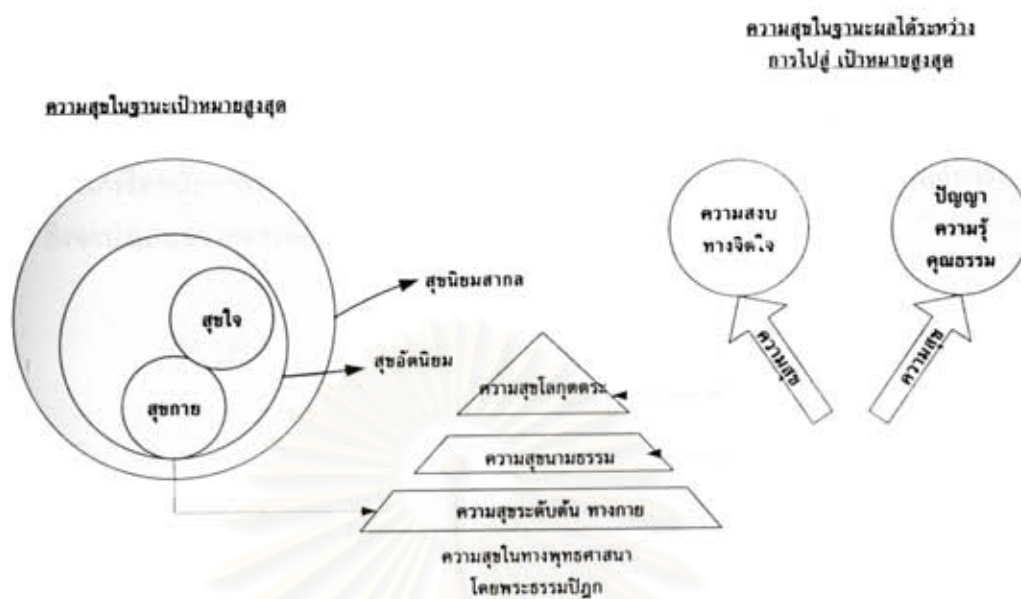 ความสุขในฐานะผลได้ระหว่าง
การไปสู่ เป้าหมายสูงสุด
ความสุขในฐานะเป้าหมายสูงสุด
ความสงบ
ทางจิตใจ
ปัญญา
ความรู้
คุณธรรม
สุขนิยมสากล
สุขใจ
สุขอัตนิยม
สุขกาย
ความสุข
ความสุข
ความสุขโลกุตตระ
ความสุขนามธรรม
ความสุขระดับต้น ทางกาย
ความสุขในทางพุทธศาสนา
โดยพระธรรมปิฎก